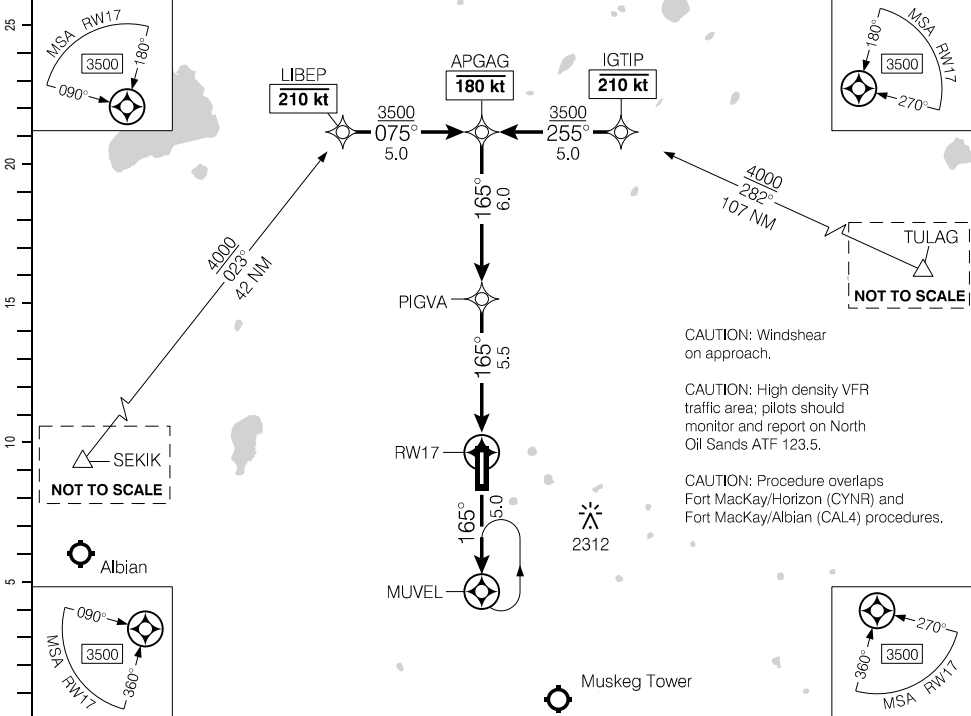 25
20
15
10
5
MSA RW17
3500
180°
090°
MSA RW17
3500
180°
270°
LIBEP
210 kt
APGAG
180 kt
IGTIP
210 kt
3500
075°
5.0
3500
255°
5.0
165°
6.0
4000
023°
42 NM
4000
282°
107 NM
TULAG
NOT TO SCALE
PIGVA
165°
5.5
CAUTION: Windshear
on approach.
CAUTION: High density VFR
traffic area; pilots should
monitor and report on North
Oil Sands ATF 123.5.
CAUTION: Procedure overlaps
Fort MacKay/Horizon (CYNR) and
Fort MacKay/Albian (CAL4) procedures.
RW17
SEKIK
NOT TO SCALE
165°
5.0
2312
Albian
MUVEL
090°
3500
360°
MSA RW17
Muskeg Tower
270°
3500
360°
MSA RW17